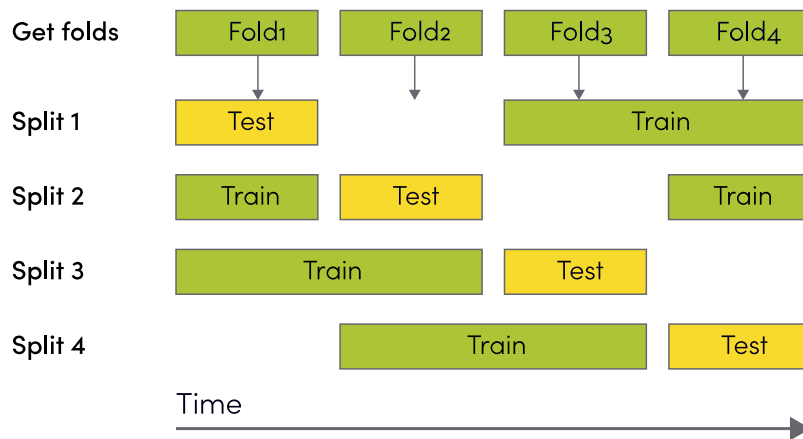 Get folds Fold1 Fold2 Fold3 Fold4
Split 1 Test Train
Split 2 Train Test Train
Split 3 Train Test
Split 4 Train Test
Time